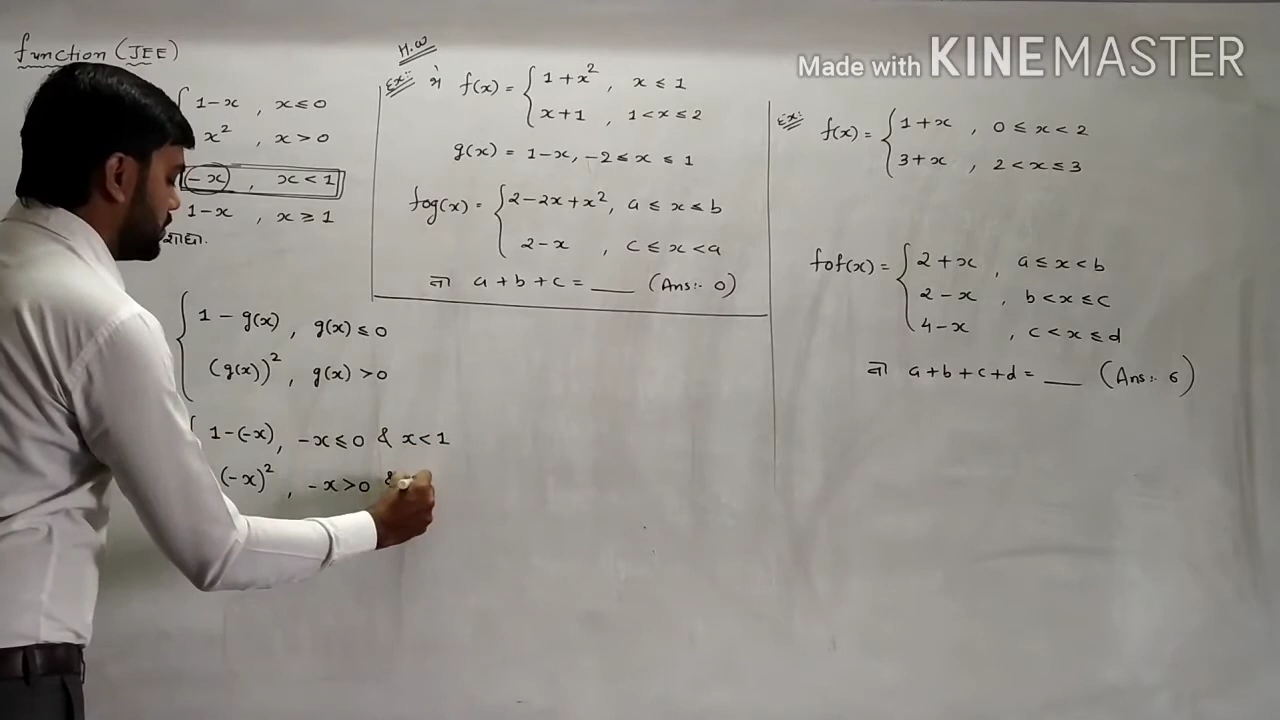 function (JEE)
1-x , x≤0
x² , x>0
-x , x<1
1-x , x≥1
H.W
Ex:- f(x) = { 1+x² , x≤1
x+1 , 1<x≤2
g(x) = 1-x, -2≤x≤1
fog(x) = { 2-2x+x², a≤x≤b
2-x , c≤x<a
a+b+c = ___ (Ans:- 0)
{ 1-g(x), g(x)≤0
(g(x))², g(x)>0
1-(-x), -x≤0 & x<1
(-x)², -x>0 &
Made with KINEMASTER
Ex:- f(x) = { 1+x , 0≤x<2
3+x , 2<x≤3
fof(x) = { 2+x , a≤x<b
2-x , b<x≤c
4-x , c<x≤d
a+b+c+d = ___ (Ans:- 6)